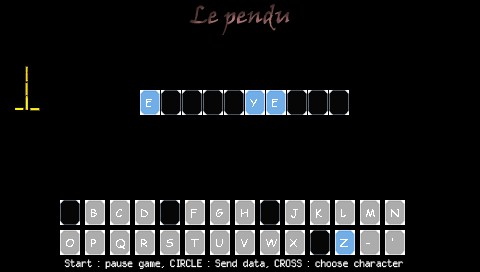 Le pendu
E Y E
B C D F G H J K L M N
O P Q R S T U V W X Z - '
Start : pause game, CIRCLE : Send data, CROSS : choose character